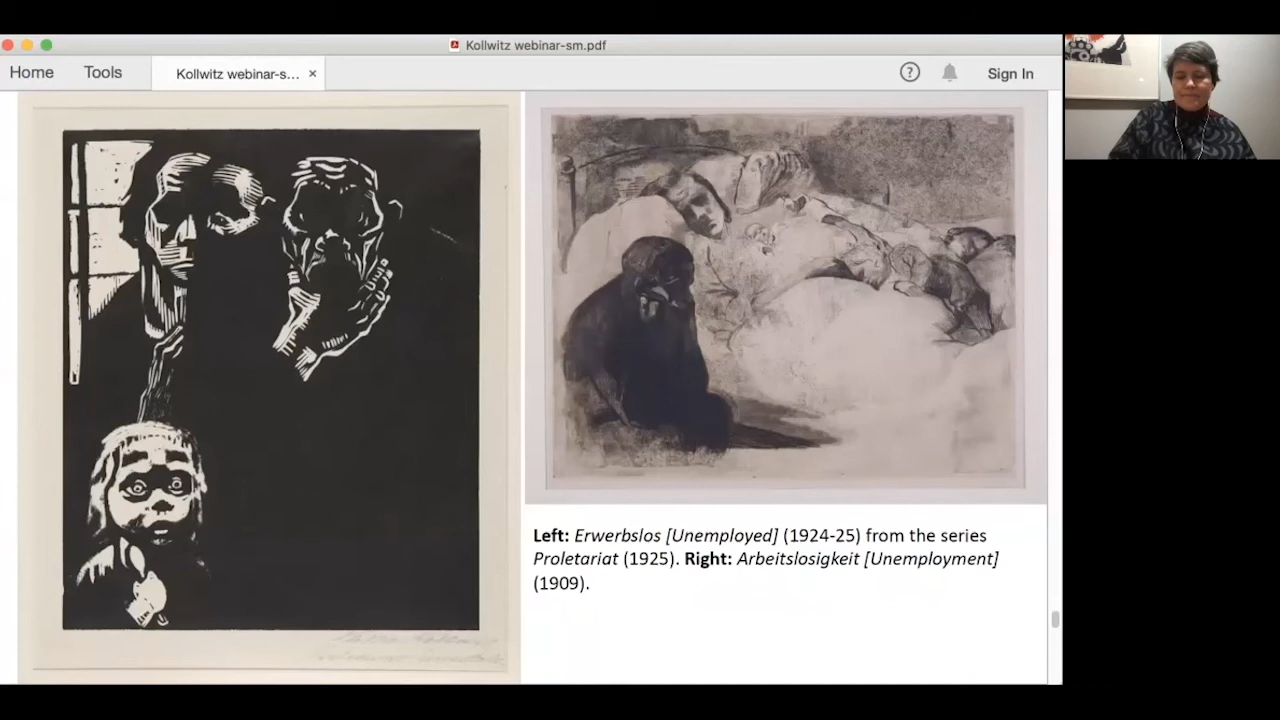 Kollwitz webinar-sm.pdf
Home Tools Kollwitz webinar-s... × ? Sign In
Left: Erwerbslos [Unemployed] (1924-25) from the series
Proletariat (1925). Right: Arbeitslosigkeit [Unemployment]
(1909).